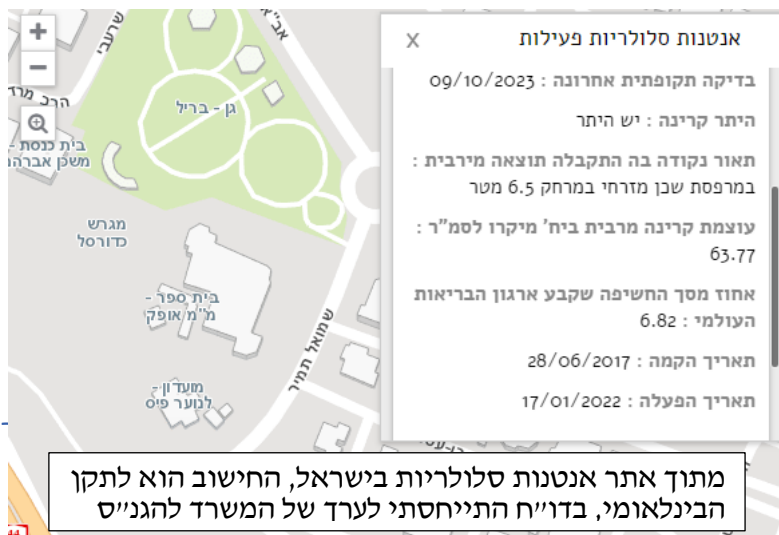 אנטנות סלולריות פעילות
X
בדיקה תקופתית אחרונה : 09/10/2023
היתר קרינה : יש היתר
תאור נקודה בה התקבלה תוצאה מירבית :
במרפסת שכן מזרחי במרחק 6.5 מטר
עוצמת קרינה מרבית ביח' מיקרו לסמ"ר :
63.77
אחוז מסך החשיפה שקבע ארגון הבריאות
העולמי : 6.82
תאריך הקמה : 28/06/2017
תאריך הפעלה : 17/01/2022
+
−
שרעבי
אב"א
הרב מרד
גן - בריל
בית כנסת -
משכן אברהם
מגרש
כדורסל
בית ספר -
מ"מ אופק
שמואל תמיר
מועדון -
לנוער פיס
מתוך אתר אנטנות סלולריות בישראל, החישוב הוא לתקן
הבינלאומי, בדו״ח התייחסתי לערך של המשרד להגנ״ס